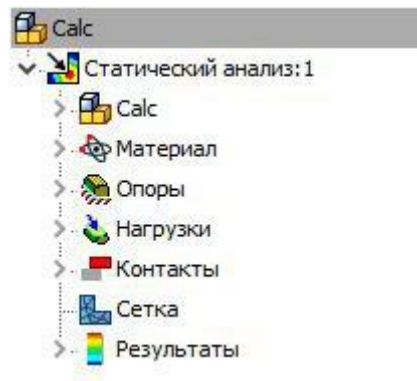 Calc
Статический анализ:1
Calc
Материал
Опоры
Нагрузки
Контакты
Сетка
Результаты